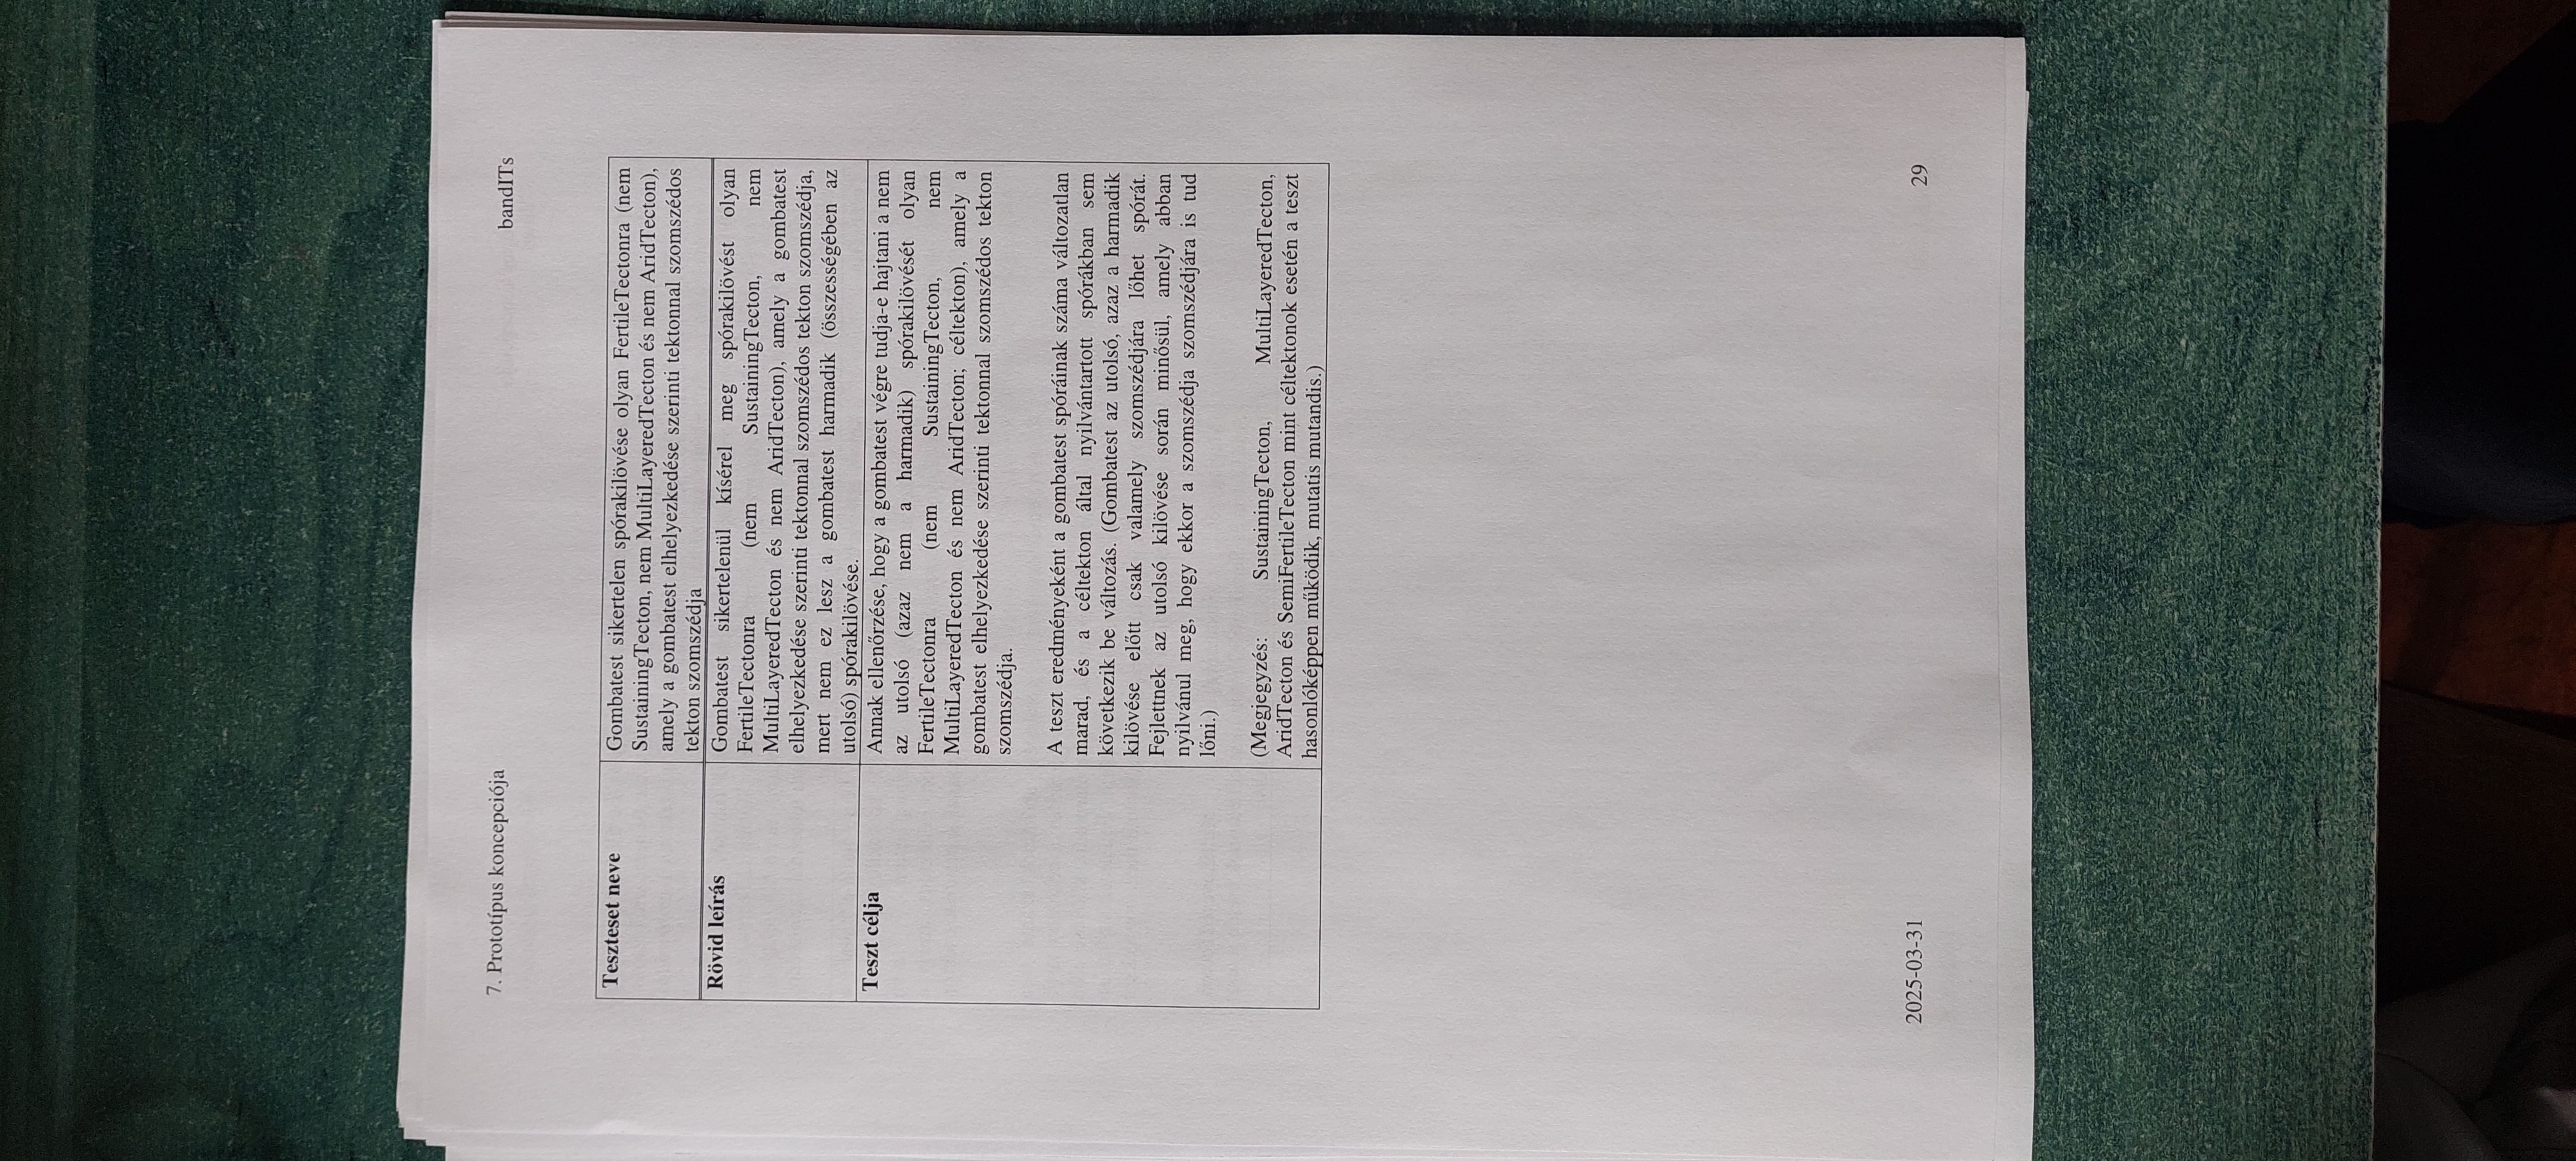 7. Prototípus koncepciója bandITs
Teszteset neve
Gombatest sikertelen spórakilövése olyan FertileTectonra (nem
SustainingTecton, nem MultiLayeredTecton és nem AridTecton),
amely a gombatest elhelyezkedése szerinti tektonnal szomszédos
tekton szomszédja
Rövid leírás
Gombatest sikertelenül kísérel meg spórakilövést olyan
FertileTectonra (nem SustainingTecton, nem
MultiLayeredTecton és nem AridTecton), amely a gombatest
elhelyezkedése szerinti tektonnal szomszédos tekton szomszédja,
mert nem ez lesz a gombatest harmadik (összességében az
utolsó) spórakilövése.
Teszt célja
Annak ellenőrzése, hogy a gombatest végre tudja-e hajtani a nem
az utolsó (azaz nem a harmadik) spórakilövését olyan
FertileTectonra (nem SustainingTecton, nem
MultiLayeredTecton és nem AridTecton; céltekton), amely a
gombatest elhelyezkedése szerinti tektonnal szomszédos tekton
szomszédja.
A teszt eredményeként a gombatest spóráinak száma változatlan
marad, és a céltekton által nyilvántartott spórákban sem
következik be változás. (Gombatest az utolsó, azaz a harmadik
kilövése előtt csak valamely szomszédjára lőhet spórát.
Fejlettnek az utolsó kilövése során minősül, amely abban
nyilvánul meg, hogy ekkor a szomszédja szomszédjára is tud
lőni.)
(Megjegyzés: SustainingTecton, MultiLayeredTecton,
AridTecton és SemiFertileTecton mint céltektonok esetén a teszt
hasonlóképpen működik, mutatis mutandis.)
2025-03-31 29